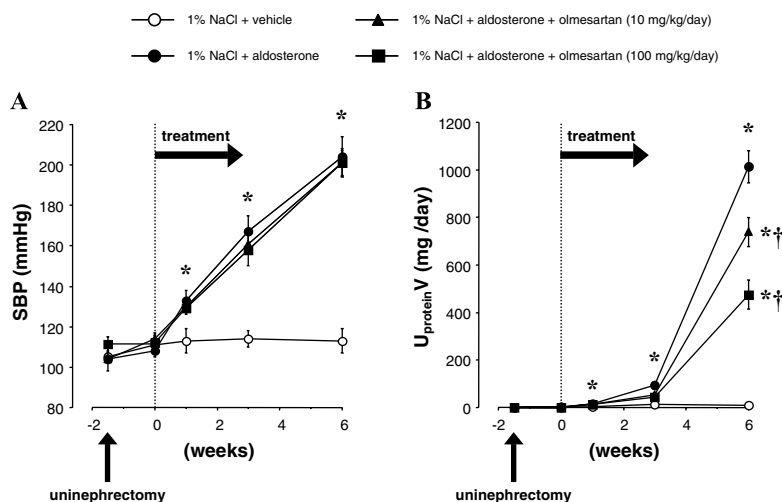 1% NaCl + vehicle
1% NaCl + aldosterone + olmesartan (10 mg/kg/day)
1% NaCl + aldosterone
1% NaCl + aldosterone + olmesartan (100 mg/kg/day)
A
220
200
180
160
140
120
100
80
SBP (mmHg)
treatment
*
*
*
-2
0
2
4
6
(weeks)
uninephrectomy
B
1200
1000
800
600
400
200
0
UproteinV (mg /day)
treatment
*
*†
*†
*
*
-2
0
2
4
6
(weeks)
uninephrectomy